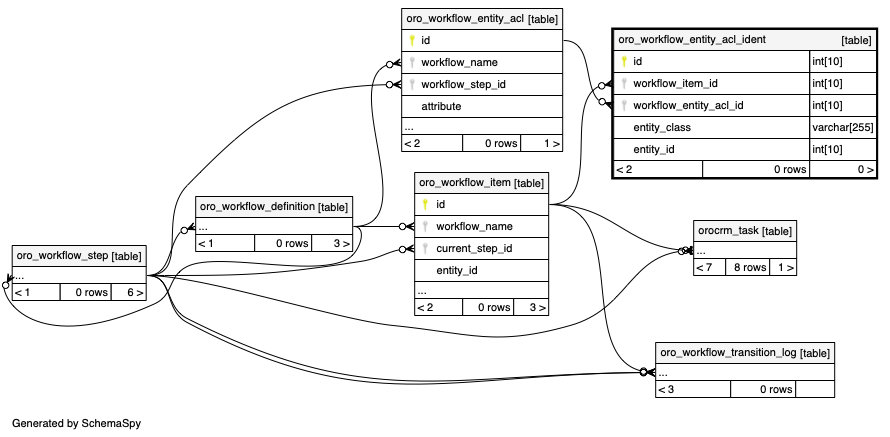 oro_workflow_entity_acl [table]
id
workflow_name
workflow_step_id
attribute
...
< 2 0 rows 1 >
oro_workflow_entity_acl_ident [table]
id int[10]
workflow_item_id int[10]
workflow_entity_acl_id int[10]
entity_class varchar[255]
entity_id int[10]
< 2 0 rows 0 >
oro_workflow_item [table]
id
workflow_name
current_step_id
entity_id
...
< 2 0 rows 3 >
oro_workflow_definition [table]
...
< 1 0 rows 3 >
oro_workflow_step [table]
...
< 1 0 rows 6 >
orocrm_task [table]
...
< 7 8 rows 1 >
oro_workflow_transition_log [table]
...
< 3 0 rows
Generated by SchemaSpy